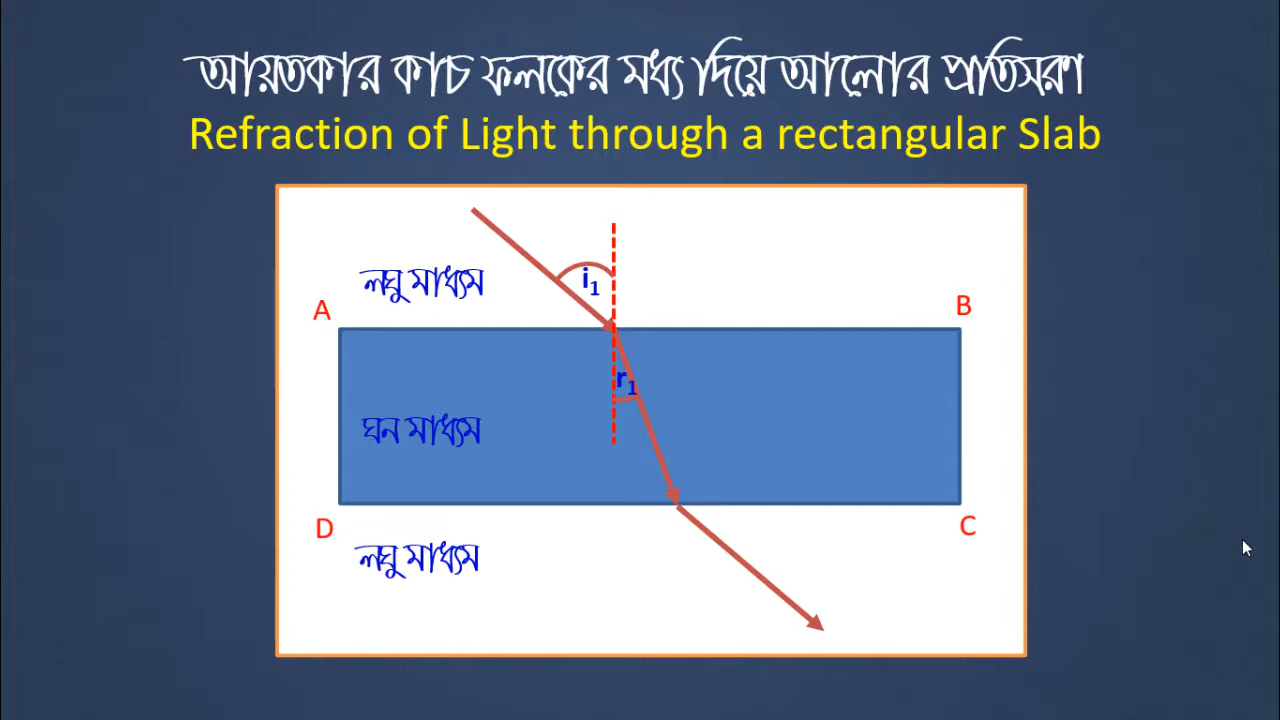 আয়তকার কাচ ফলকের মধ্য দিয়ে আলোর প্রতিসরণ
Refraction of Light through a rectangular Slab
লঘু মাধ্যম
i₁
A
B
r₁
ঘন মাধ্যম
D
C
লঘু মাধ্যম